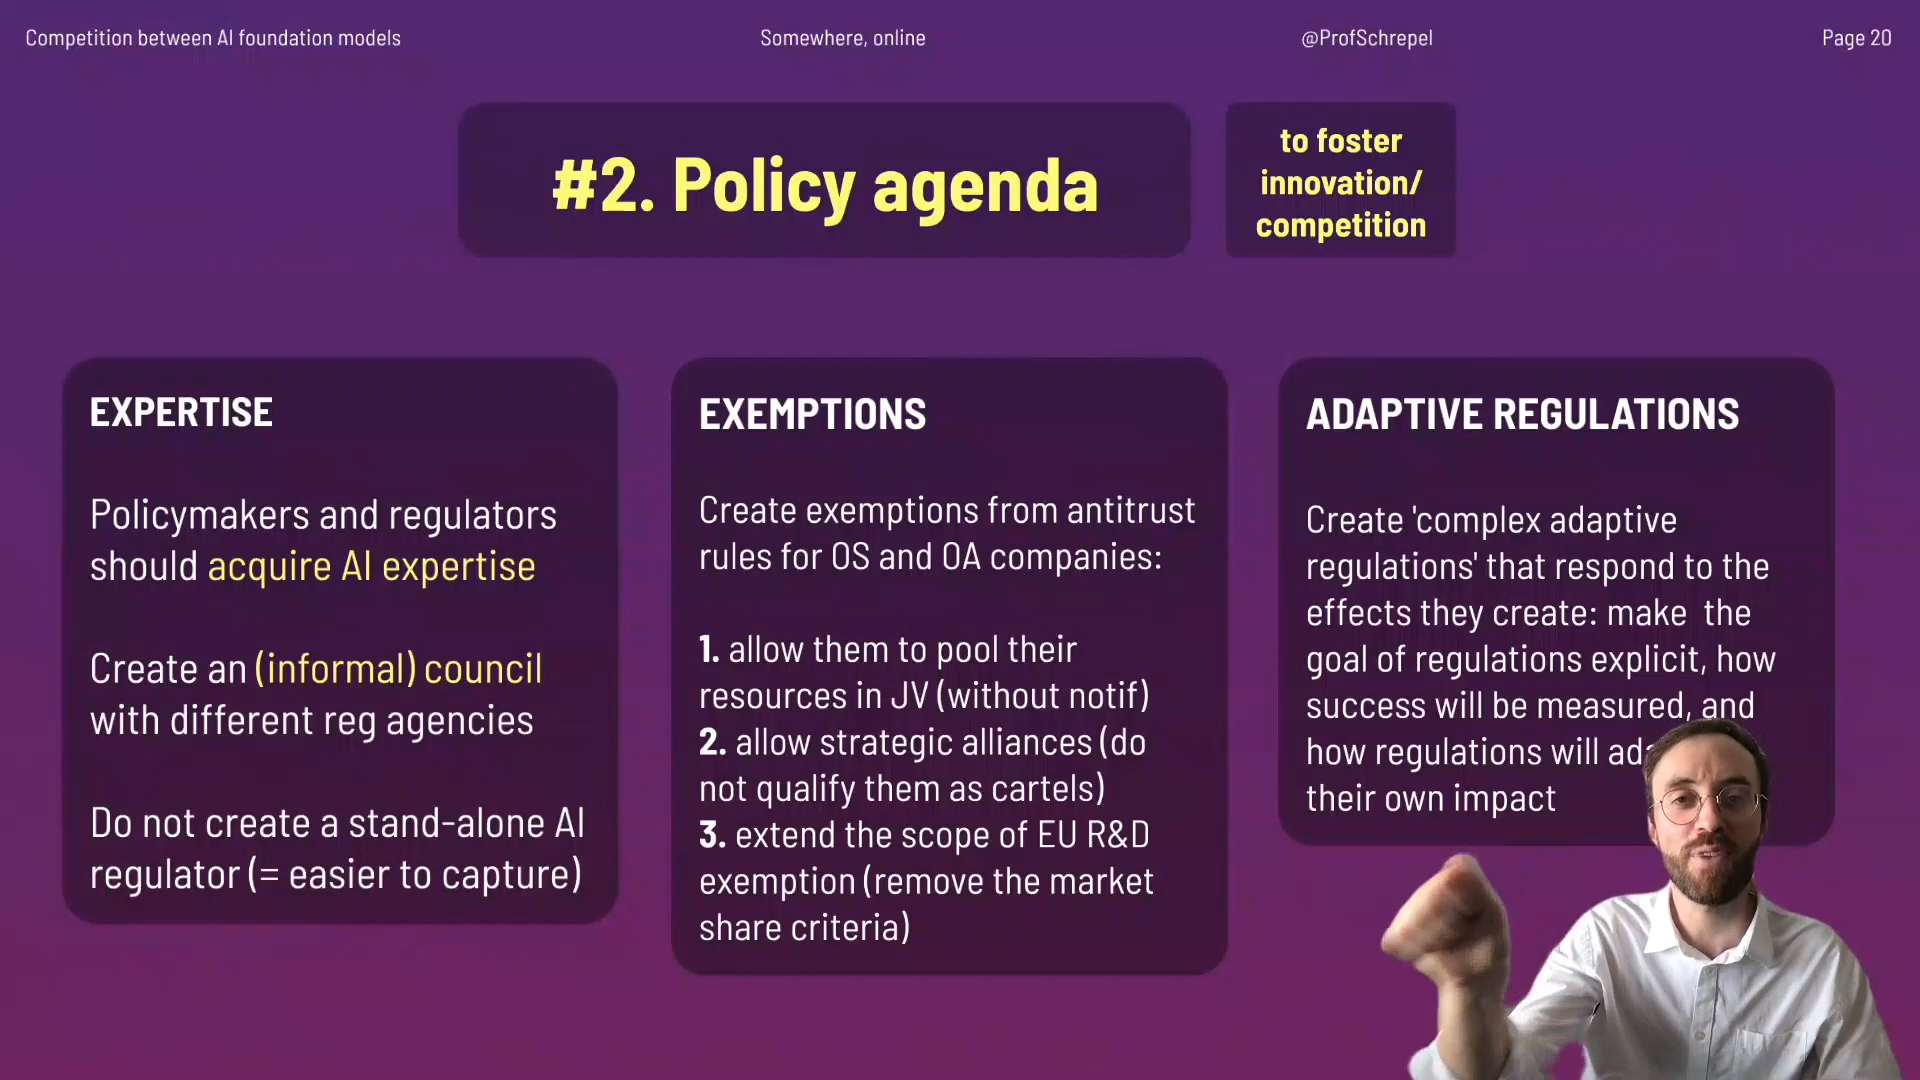 Competition between AI foundation models
Somewhere, online
@ProfSchrepel
Page 20
#2. Policy agenda
to foster
innovation/
competition
EXPERTISE
Policymakers and regulators
should acquire AI expertise
Create an (informal) council
with different reg agencies
Do not create a stand-alone AI
regulator (= easier to capture)
EXEMPTIONS
Create exemptions from antitrust
rules for OS and OA companies:
1. allow them to pool their
resources in JV (without notif)
2. allow strategic alliances (do
not qualify them as cartels)
3. extend the scope of EU R&D
exemption (remove the market
share criteria)
ADAPTIVE REGULATIONS
Create 'complex adaptive
regulations' that respond to the
effects they create: make the
goal of regulations explicit, how
success will be measured, and
how regulations will
their own impact